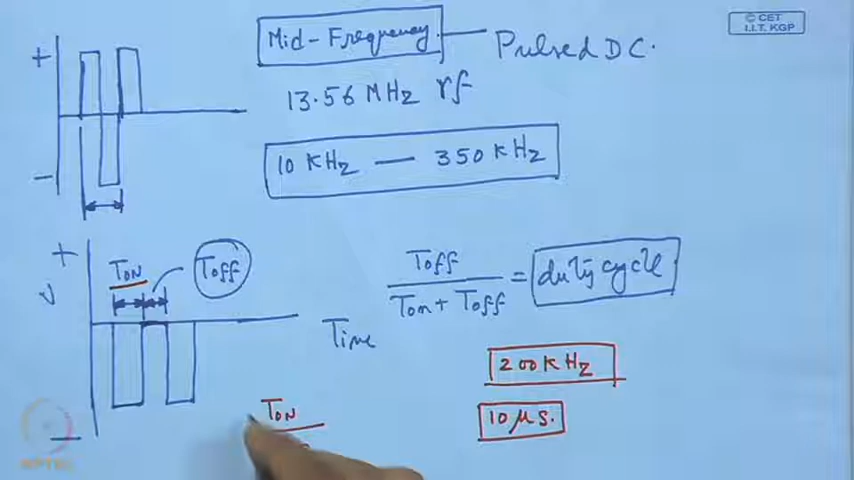 Mid-Frequency
Pulsed DC.
© CET
I.I.T. KGP
+
13.56 MHz rf
10 KHz — 350 KHz
−
+
V
TON
Toff
Toff
Ton + Toff
= duty cycle
Time
200 KHz
10 μs.
TON
−
NPTEL